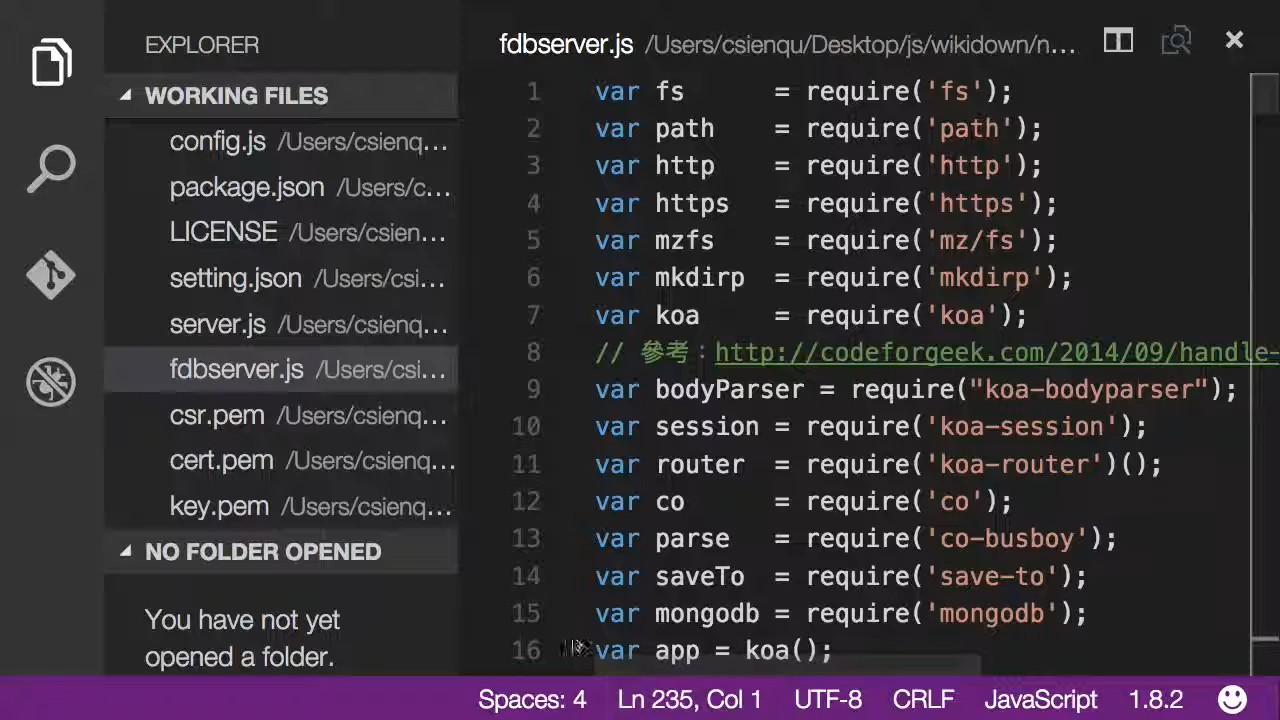 EXPLORER
WORKING FILES
config.js /Users/csienq...
package.json /Users/c...
LICENSE /Users/csien...
setting.json /Users/csi...
server.js /Users/csienq...
fdbserver.js /Users/csi...
csr.pem /Users/csienq...
cert.pem /Users/csienq...
key.pem /Users/csienq...
NO FOLDER OPENED
You have not yet
opened a folder.
fdbserver.js /Users/csienqu/Desktop/js/wikidown/n...
1 var fs = require('fs');
2 var path = require('path');
3 var http = require('http');
4 var https = require('https');
5 var mzfs = require('mz/fs');
6 var mkdirp = require('mkdirp');
7 var koa = require('koa');
8 // 參考：http://codeforgeek.com/2014/09/handle-
9 var bodyParser = require("koa-bodyparser");
10 var session = require('koa-session');
11 var router = require('koa-router')();
12 var co = require('co');
13 var parse = require('co-busboy');
14 var saveTo = require('save-to');
15 var mongodb = require('mongodb');
16 var app = koa();
Spaces: 4 Ln 235, Col 1 UTF-8 CRLF JavaScript 1.8.2